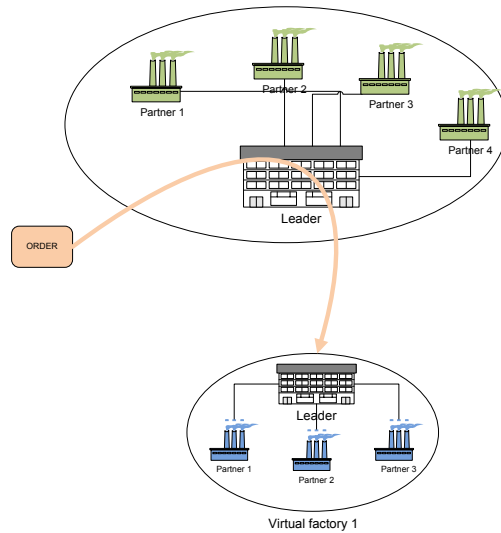 Partner 2
Partner 1
Partner 3
Partner 4
Leader
ORDER
Leader
Partner 1
Partner 2
Partner 3
Virtual factory 1